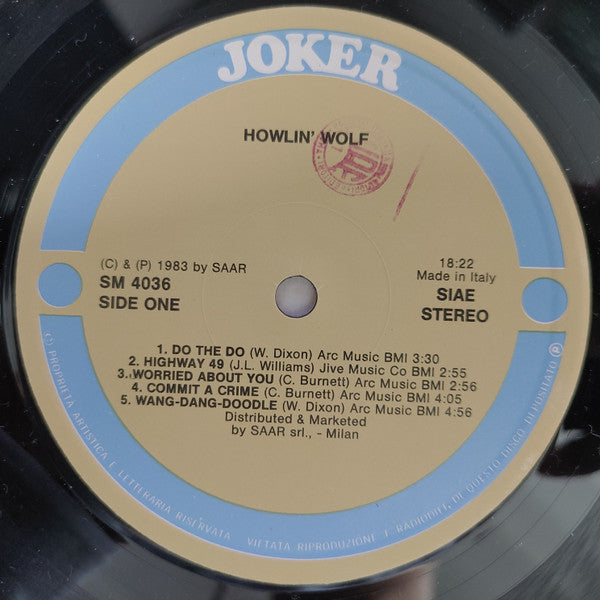 JOKER
HOWLIN' WOLF
(C) & (P) 1983 by SAAR
SM 4036
SIDE ONE
18:22
Made in Italy
SIAE
STEREO
1. DO THE DO (W. Dixon) Arc Music BMI 3:30
2. HIGHWAY 49 (J.L. Williams) Jive Music Co BMI 2:55
3. WORRIED ABOUT YOU (C. Burnett) Arc Music BMI 2:56
4. COMMIT A CRIME (C. Burnett) Arc Music BMI 4:05
5. WANG-DANG-DOODLE (W. Dixon) Arc Music BMI 4:56
Distributed & Marketed
by SAAR srl., - Milan
(C) PROPRIETA ARTISTICA E LETTERARIA RISERVATA VIETATA RIPRODUZIONE E RADIODIFF. DI QUESTO DISCO DEPOSITATO (P)